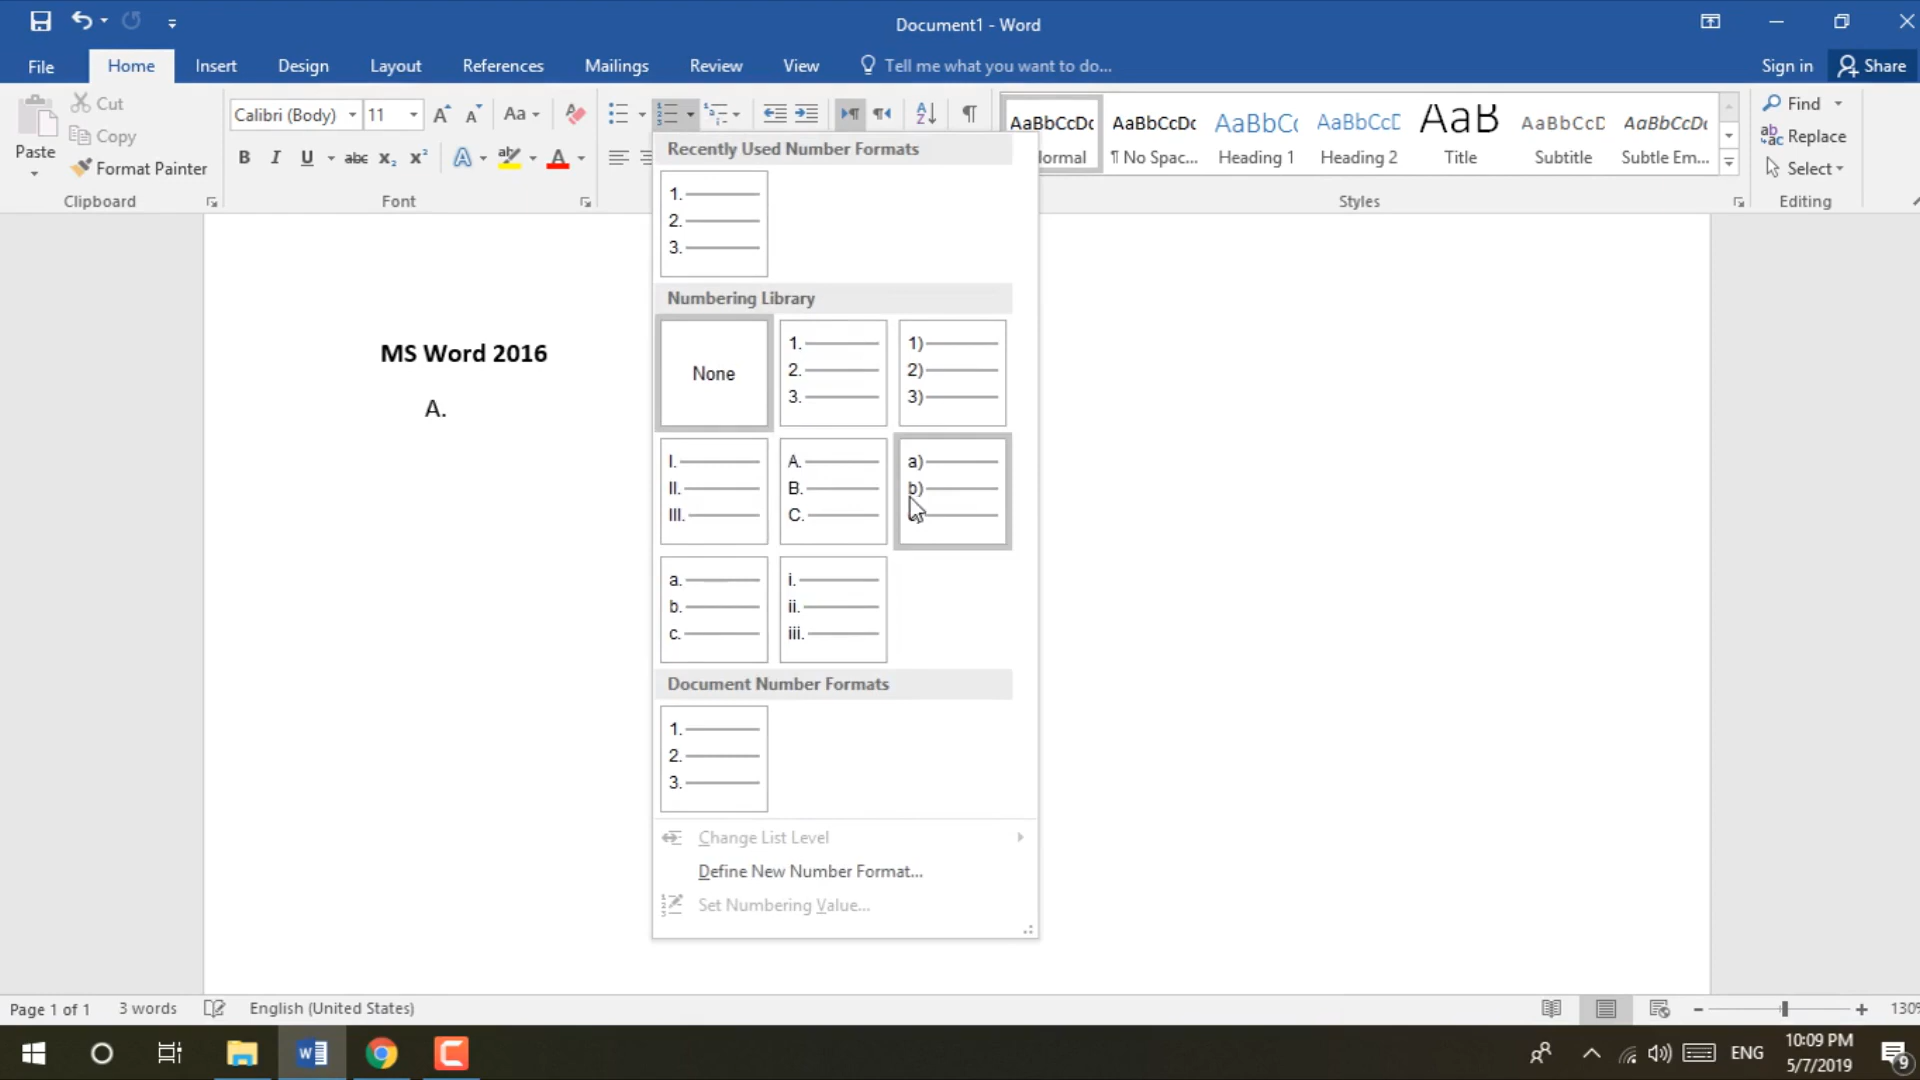 Document1 - Word
File Home Insert Design Layout References Mailings Review View Tell me what you want to do... Sign in Share
Paste
Cut
Copy
Format Painter
Clipboard
Calibri (Body) 11 Aa
B I U abc X₂ X² A ab A
Font
AaBbCcDc AaBbCcDc AaBbC AaBbCcD AaB AaBbCcD AaBbCcDc
ormal ¶ No Spac... Heading 1 Heading 2 Title Subtitle Subtle Em...
Styles
Find
Replace
Select
Editing
Recently Used Number Formats
1.
2.
3.
Numbering Library
None
1.
2.
3.
1)
2)
3)
I.
II.
III.
A.
B.
C.
a)
b)
a.
b.
c.
i.
ii.
iii.
Document Number Formats
1.
2.
3.
Change List Level
Define New Number Format...
Set Numbering Value...
MS Word 2016
A.
Page 1 of 1 3 words English (United States) 130%
ENG
10:09 PM
5/7/2019
9